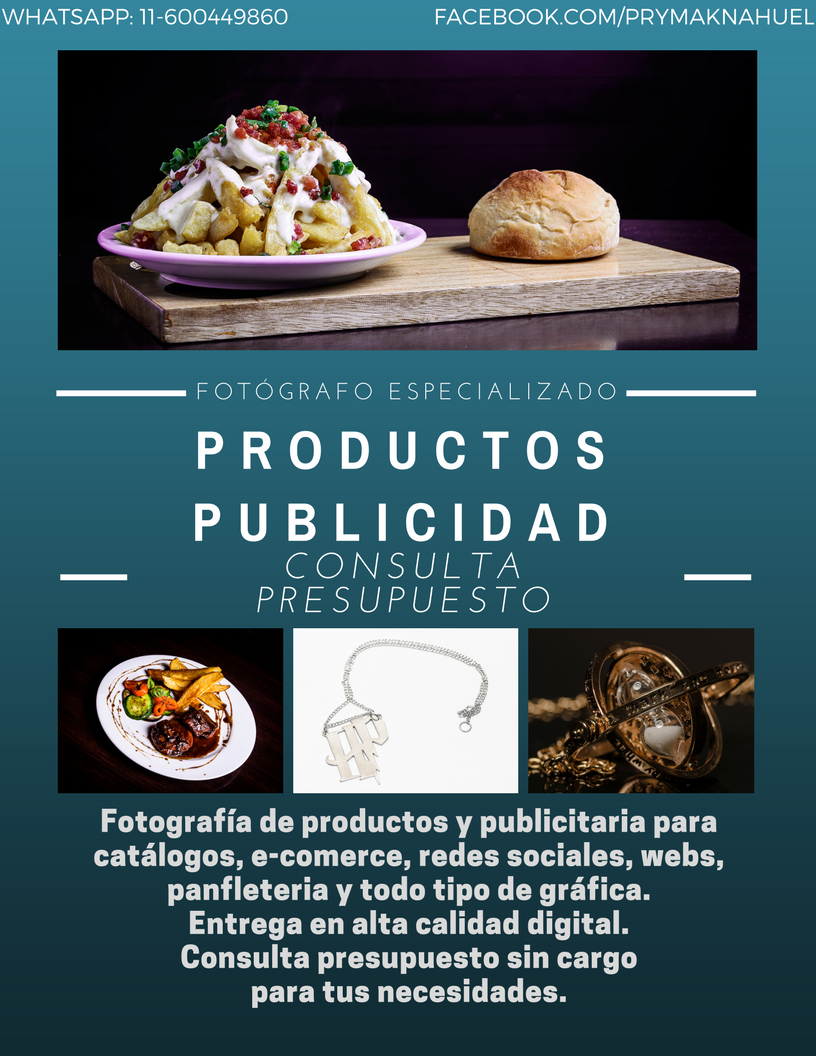 WHATSAPP: 11-600449860
FACEBOOK.COM/PRYMAKNAHUEL
FOTÓGRAFO ESPECIALIZADO
PRODUCTOS
PUBLICIDAD
CONSULTA
PRESUPUESTO
HP
Fotografía de productos y publicitaria para
catálogos, e-comerce, redes sociales, webs,
panfleteria y todo tipo de gráfica.
Entrega en alta calidad digital.
Consulta presupuesto sin cargo
para tus necesidades.